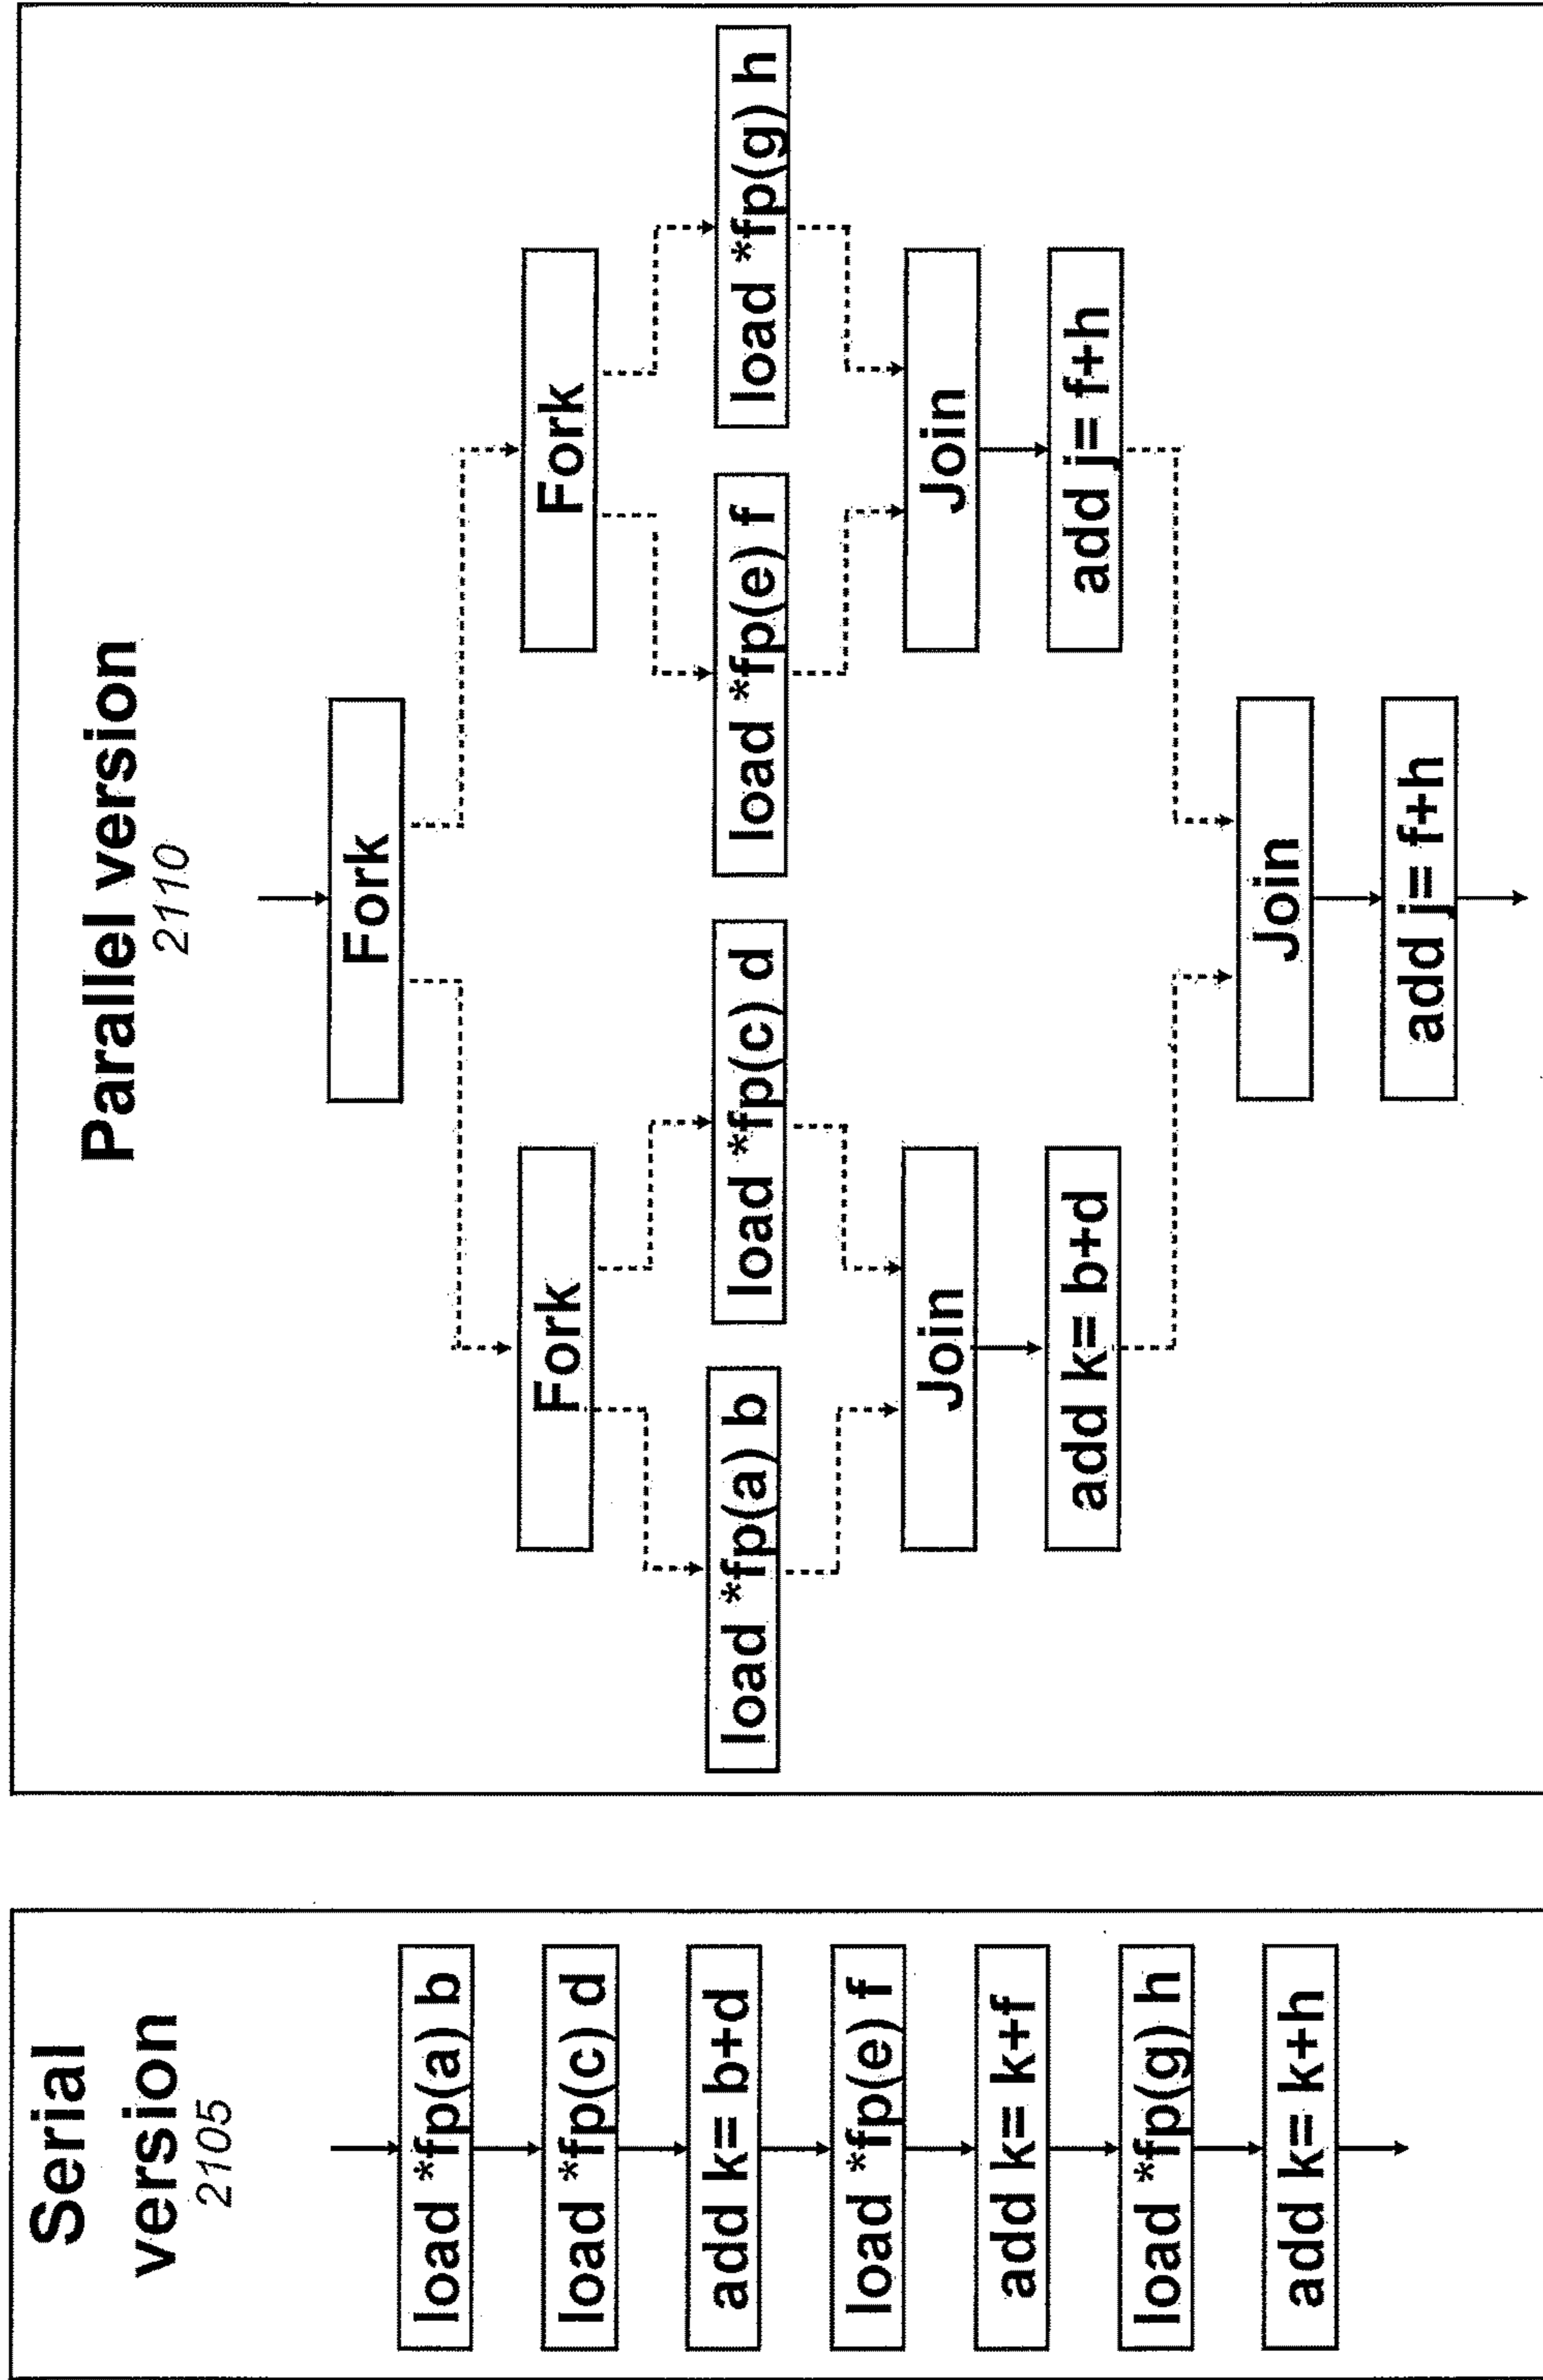 Serial
version
2105
load *fp(a) b
load *fp(c) d
add k= b+d
load *fp(e) f
add k= k+f
load *fp(g) h
add k= k+h
Parallel version
2110
Fork
Fork
Fork
load *fp(a) b
load *fp(c) d
load *fp(e) f
load *fp(g) h
Join
Join
add k= b+d
add j= f+h
Join
add j= f+h